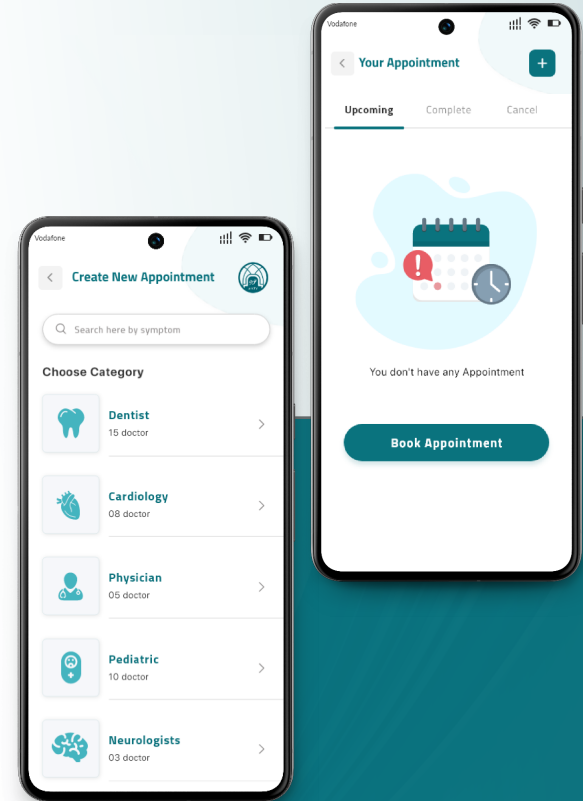 Vodafone
Your Appointment
Upcoming Complete Cancel
You don't have any Appointment
Book Appointment
Vodafone
Create New Appointment
Search here by symptom
Choose Category
Dentist
15 doctor
Cardiology
08 doctor
Physician
05 doctor
Pediatric
10 doctor
Neurologists
03 doctor